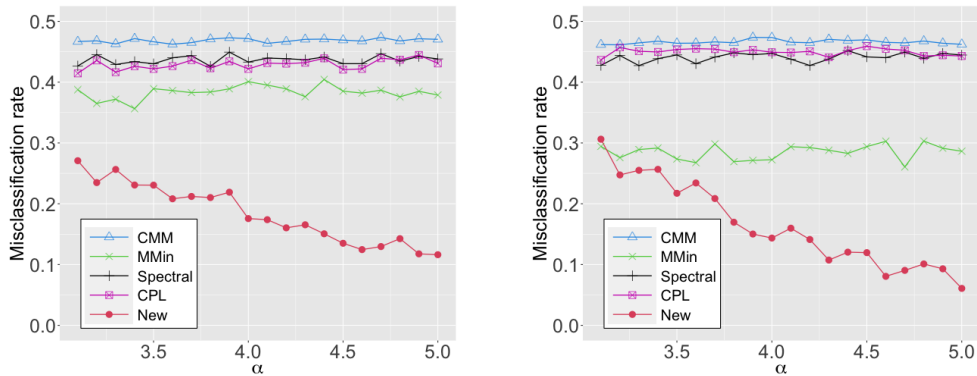 Misclassification rate
0.5
0.4
0.3
0.2
0.1
0.0
CMM
MMin
Spectral
CPL
New
3.5
4.0
4.5
5.0
α
Misclassification rate
0.5
0.4
0.3
0.2
0.1
0.0
CMM
MMin
Spectral
CPL
New
3.5
4.0
4.5
5.0
α